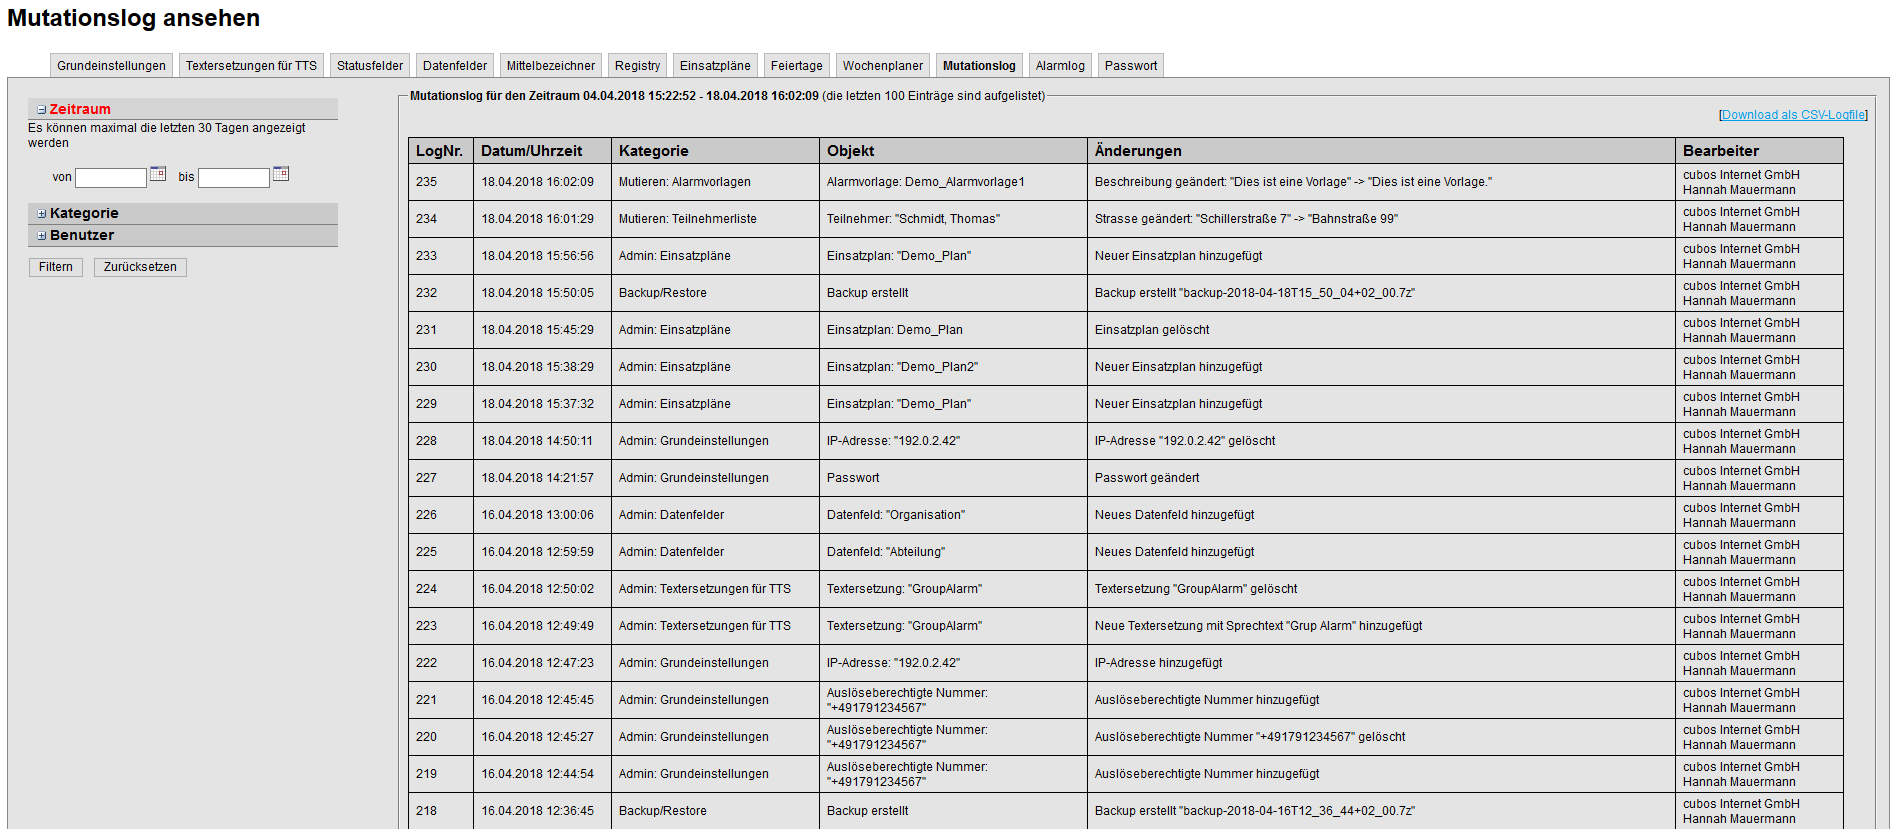 Mutationslog ansehen
Grundeinstellungen Textersetzungen für TTS Statusfelder Datenfelder Mittelbezeichner Registry Einsatzpläne Feiertage Wochenplaner Mutationslog Alarmlog Passwort
Zeitraum
Es können maximal die letzten 30 Tagen angezeigt
werden
von bis
Kategorie
Benutzer
Filtern Zurücksetzen
Mutationslog für den Zeitraum 04.04.2018 15:22:52 - 18.04.2018 16:02:09 (die letzten 100 Einträge sind aufgelistet)
[Download als CSV-Logfile]
LogNr. Datum/Uhrzeit Kategorie Objekt Änderungen Bearbeiter
235 18.04.2018 16:02:09 Mutieren: Alarmvorlagen Alarmvorlage: Demo_Alarmvorlage1 Beschreibung geändert: "Dies ist eine Vorlage" -> "Dies ist eine Vorlage." cubos Internet GmbH
Hannah Mauermann
234 18.04.2018 16:01:29 Mutieren: Teilnehmerliste Teilnehmer: "Schmidt, Thomas" Strasse geändert: "Schillerstraße 7" -> "Bahnstraße 99" cubos Internet GmbH
Hannah Mauermann
233 18.04.2018 15:56:56 Admin: Einsatzpläne Einsatzplan: "Demo_Plan" Neuer Einsatzplan hinzugefügt cubos Internet GmbH
Hannah Mauermann
232 18.04.2018 15:50:05 Backup/Restore Backup erstellt Backup erstellt "backup-2018-04-18T15_50_04+02_00.7z" cubos Internet GmbH
Hannah Mauermann
231 18.04.2018 15:45:29 Admin: Einsatzpläne Einsatzplan: Demo_Plan Einsatzplan gelöscht cubos Internet GmbH
Hannah Mauermann
230 18.04.2018 15:38:29 Admin: Einsatzpläne Einsatzplan: "Demo_Plan2" Neuer Einsatzplan hinzugefügt cubos Internet GmbH
Hannah Mauermann
229 18.04.2018 15:37:32 Admin: Einsatzpläne Einsatzplan: "Demo_Plan" Neuer Einsatzplan hinzugefügt cubos Internet GmbH
Hannah Mauermann
228 18.04.2018 14:50:11 Admin: Grundeinstellungen IP-Adresse: "192.0.2.42" IP-Adresse "192.0.2.42" gelöscht cubos Internet GmbH
Hannah Mauermann
227 18.04.2018 14:21:57 Admin: Grundeinstellungen Passwort Passwort geändert cubos Internet GmbH
Hannah Mauermann
226 16.04.2018 13:00:06 Admin: Datenfelder Datenfeld: "Organisation" Neues Datenfeld hinzugefügt cubos Internet GmbH
Hannah Mauermann
225 16.04.2018 12:59:59 Admin: Datenfelder Datenfeld: "Abteilung" Neues Datenfeld hinzugefügt cubos Internet GmbH
Hannah Mauermann
224 16.04.2018 12:50:02 Admin: Textersetzungen für TTS Textersetzung: "GroupAlarm" Textersetzung "GroupAlarm" gelöscht cubos Internet GmbH
Hannah Mauermann
223 16.04.2018 12:49:49 Admin: Textersetzungen für TTS Textersetzung: "GroupAlarm" Neue Textersetzung mit Sprechtext "Grup Alarm" hinzugefügt cubos Internet GmbH
Hannah Mauermann
222 16.04.2018 12:47:23 Admin: Grundeinstellungen IP-Adresse: "192.0.2.42" IP-Adresse hinzugefügt cubos Internet GmbH
Hannah Mauermann
221 16.04.2018 12:45:45 Admin: Grundeinstellungen Auslöseberechtigte Nummer: Auslöseberechtigte Nummer hinzugefügt cubos Internet GmbH
"+491791234567" Hannah Mauermann
220 16.04.2018 12:45:27 Admin: Grundeinstellungen Auslöseberechtigte Nummer: Auslöseberechtigte Nummer "+491791234567" gelöscht cubos Internet GmbH
"+491791234567" Hannah Mauermann
219 16.04.2018 12:44:54 Admin: Grundeinstellungen Auslöseberechtigte Nummer: Auslöseberechtigte Nummer hinzugefügt cubos Internet GmbH
"+491791234567" Hannah Mauermann
218 16.04.2018 12:36:45 Backup/Restore Backup erstellt Backup erstellt "backup-2018-04-16T12_36_44+02_00.7z" cubos Internet GmbH
Hannah Mauermann